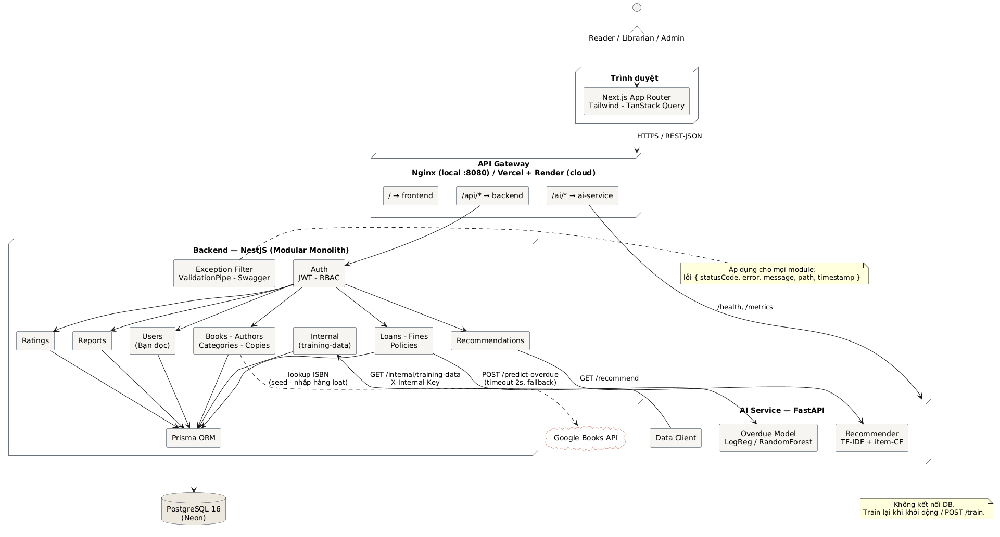 Reader / Librarian / Admin
Trình duyệt
Next.js App Router
Tailwind - TanStack Query
HTTPS / REST-JSON
API Gateway
Nginx (local :8080) / Vercel + Render (cloud)
/ → frontend
/api/* → backend
/ai/* → ai-service
Backend — NestJS (Modular Monolith)
Exception Filter
ValidationPipe - Swagger
Auth
JWT - RBAC
Áp dụng cho mọi module:
lỗi { statusCode, error, message, path, timestamp }
/health, /metrics
Ratings
Reports
Users
(Bạn đọc)
Books - Authors
Categories - Copies
Internal
(training-data)
Loans - Fines
Policies
Recommendations
lookup ISBN
(seed - nhập hàng loạt)
GET /internal/training-data
X-Internal-Key
POST /predict-overdue
(timeout 2s, fallback)
GET /recommend
AI Service — FastAPI
Prisma ORM
Google Books API
Data Client
Overdue Model
LogReg / RandomForest
Recommender
TF-IDF + item-CF
PostgreSQL 16
(Neon)
Không kết nối DB.
Train lại khi khởi động / POST /train.